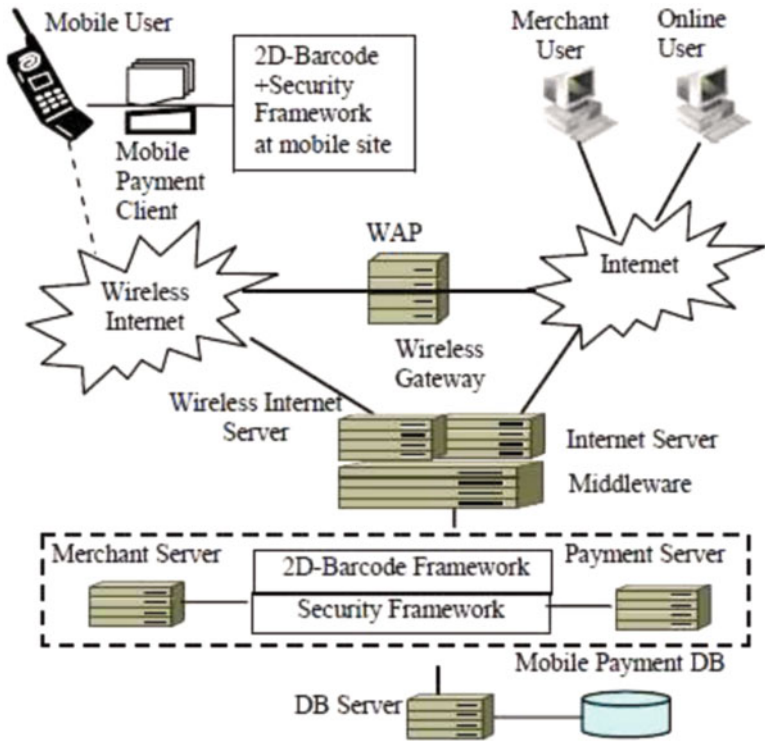 Mobile User
2D-Barcode
+Security
Framework
at mobile site
Mobile
Payment
Client
Merchant
User
Online
User
WAP
Wireless
Internet
Internet
Wireless
Gateway
Wireless Internet
Server
Internet Server
Middleware
Merchant Server
2D-Barcode Framework
Security Framework
Payment Server
Mobile Payment DB
DB Server